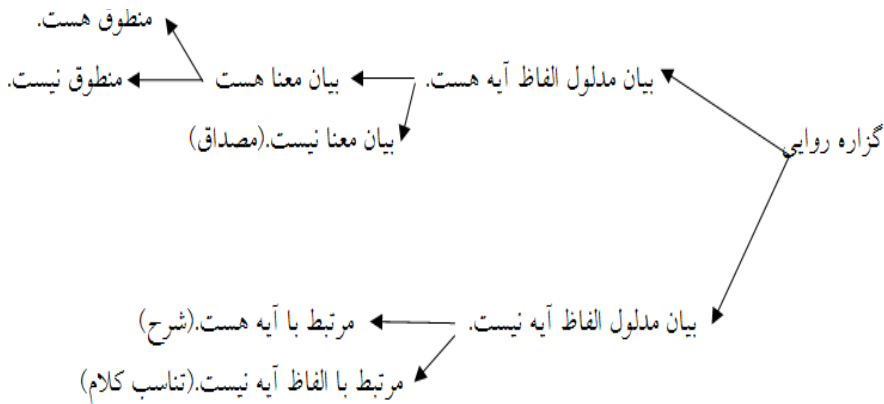 منطوق هست.
بیان مدلول الفاظ آیه هست. بیان معنا هست منطوق نیست.
گزاره روایی
بیان معنا نیست.(مصداق)
بیان مدلول الفاظ آیه نیست. مرتبط با آیه هست.(شرح)
مرتبط با الفاظ آیه نیست.(تناسب کلام)